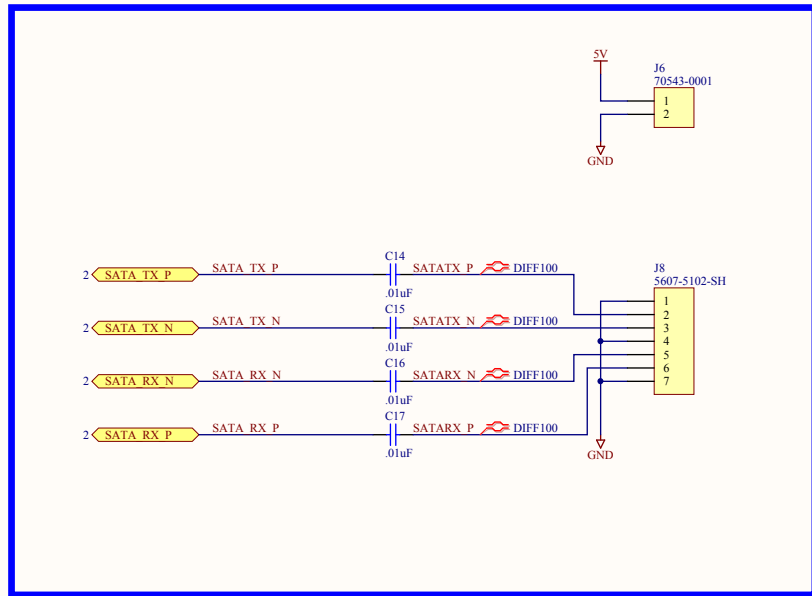 5V
J6
70543-0001
1
2
GND
C14
2 SATA_TX_P SATA_TX_P SATATX_P DIFF100
.01uF
J8
5607-5102-SH
1
2
C15
2 SATA_TX_N SATA_TX_N SATATX_N DIFF100
3
.01uF
4
C16
5
6
2 SATA_RX_N SATA_RX_N SATARX_N DIFF100
7
.01uF
C17
2 SATA_RX_P SATA_RX_P SATARX_P DIFF100
.01uF
GND